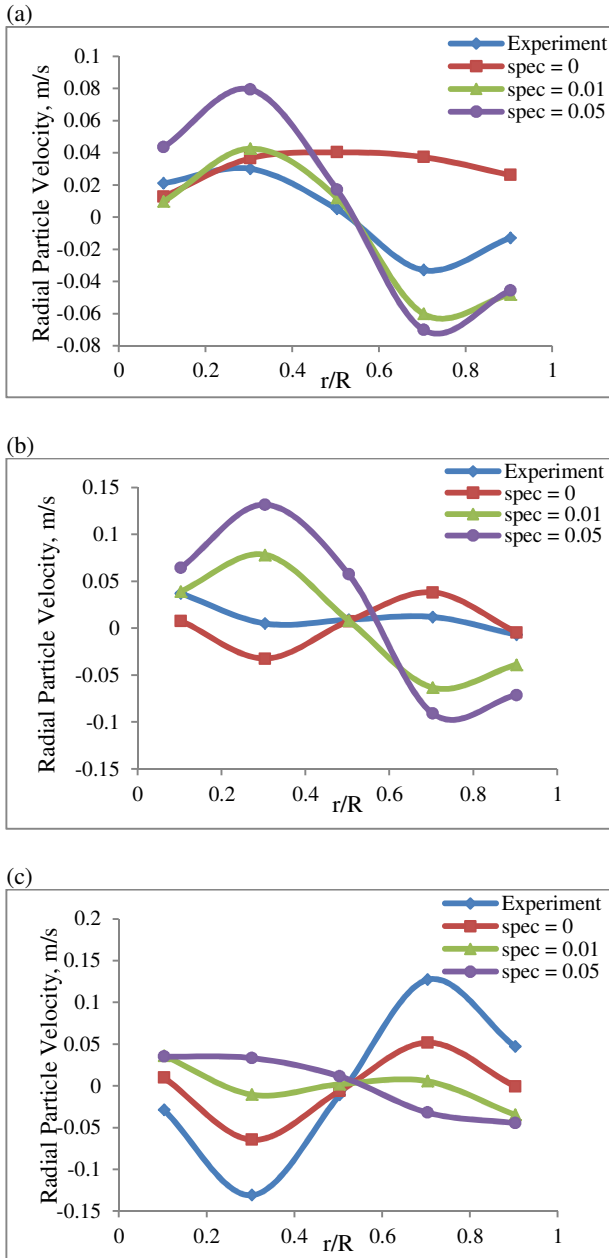 (a)
Radial Particle Velocity, m/s
0.1
0.08
0.06
0.04
0.02
0
-0.02
-0.04
-0.06
-0.08
0 0.2 0.4 0.6 0.8 1
r/R
Experiment
spec = 0
spec = 0.01
spec = 0.05
(b)
Radial Particle Velocity, m/s
0.15
0.1
0.05
0
-0.05
-0.1
-0.15
0 0.2 0.4 0.6 0.8 1
r/R
Experiment
spec = 0
spec = 0.01
spec = 0.05
(c)
Radial Particle Velocity, m/s
0.2
0.15
0.1
0.05
0
-0.05
-0.1
-0.15
0 0.2 0.4 0.6 0.8 1
r/R
Experiment
spec = 0
spec = 0.01
spec = 0.05